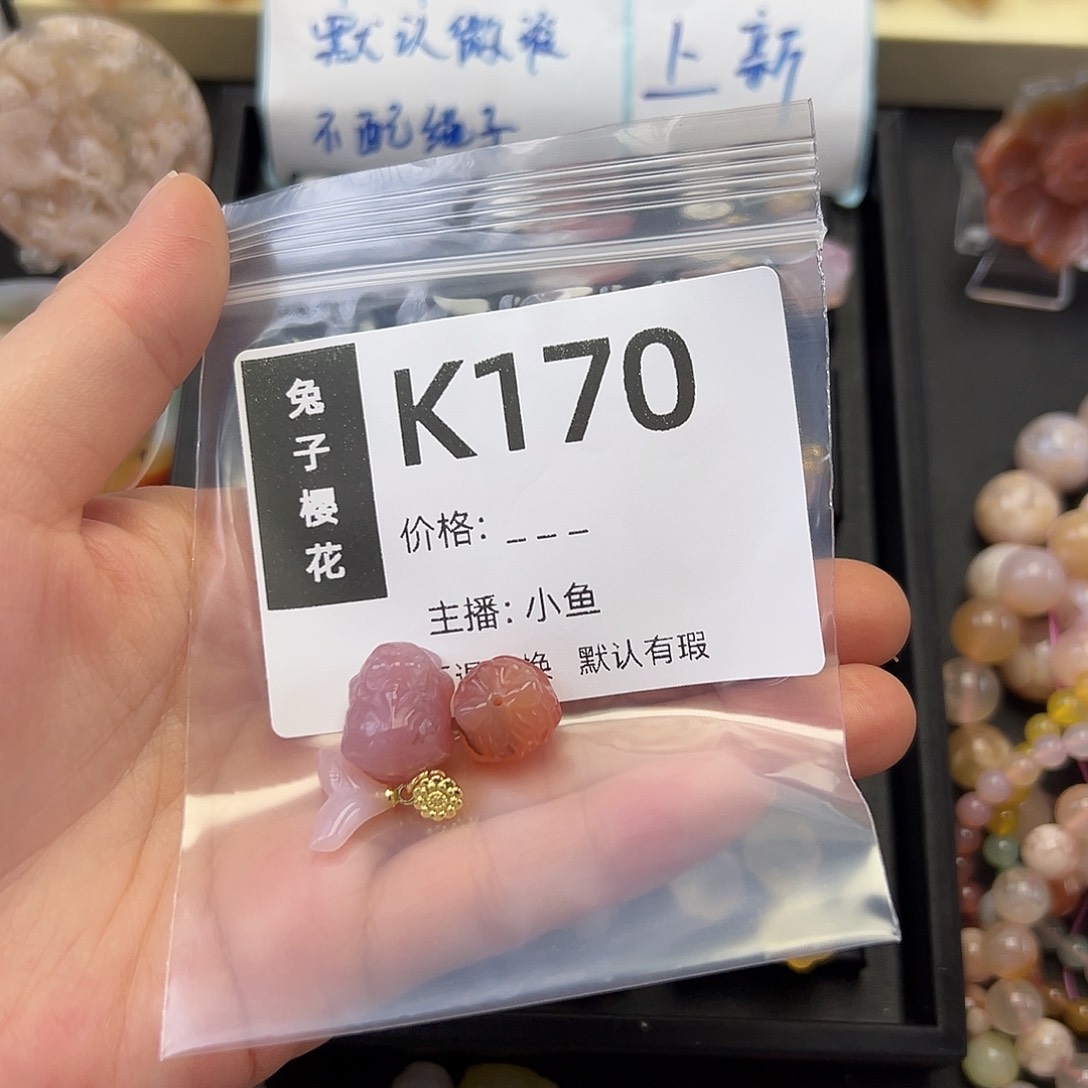 默认微瑕
不配绳子
上新
兔子樱花
K170
价格: _ _ _
主播: 小鱼
换 默认有瑕